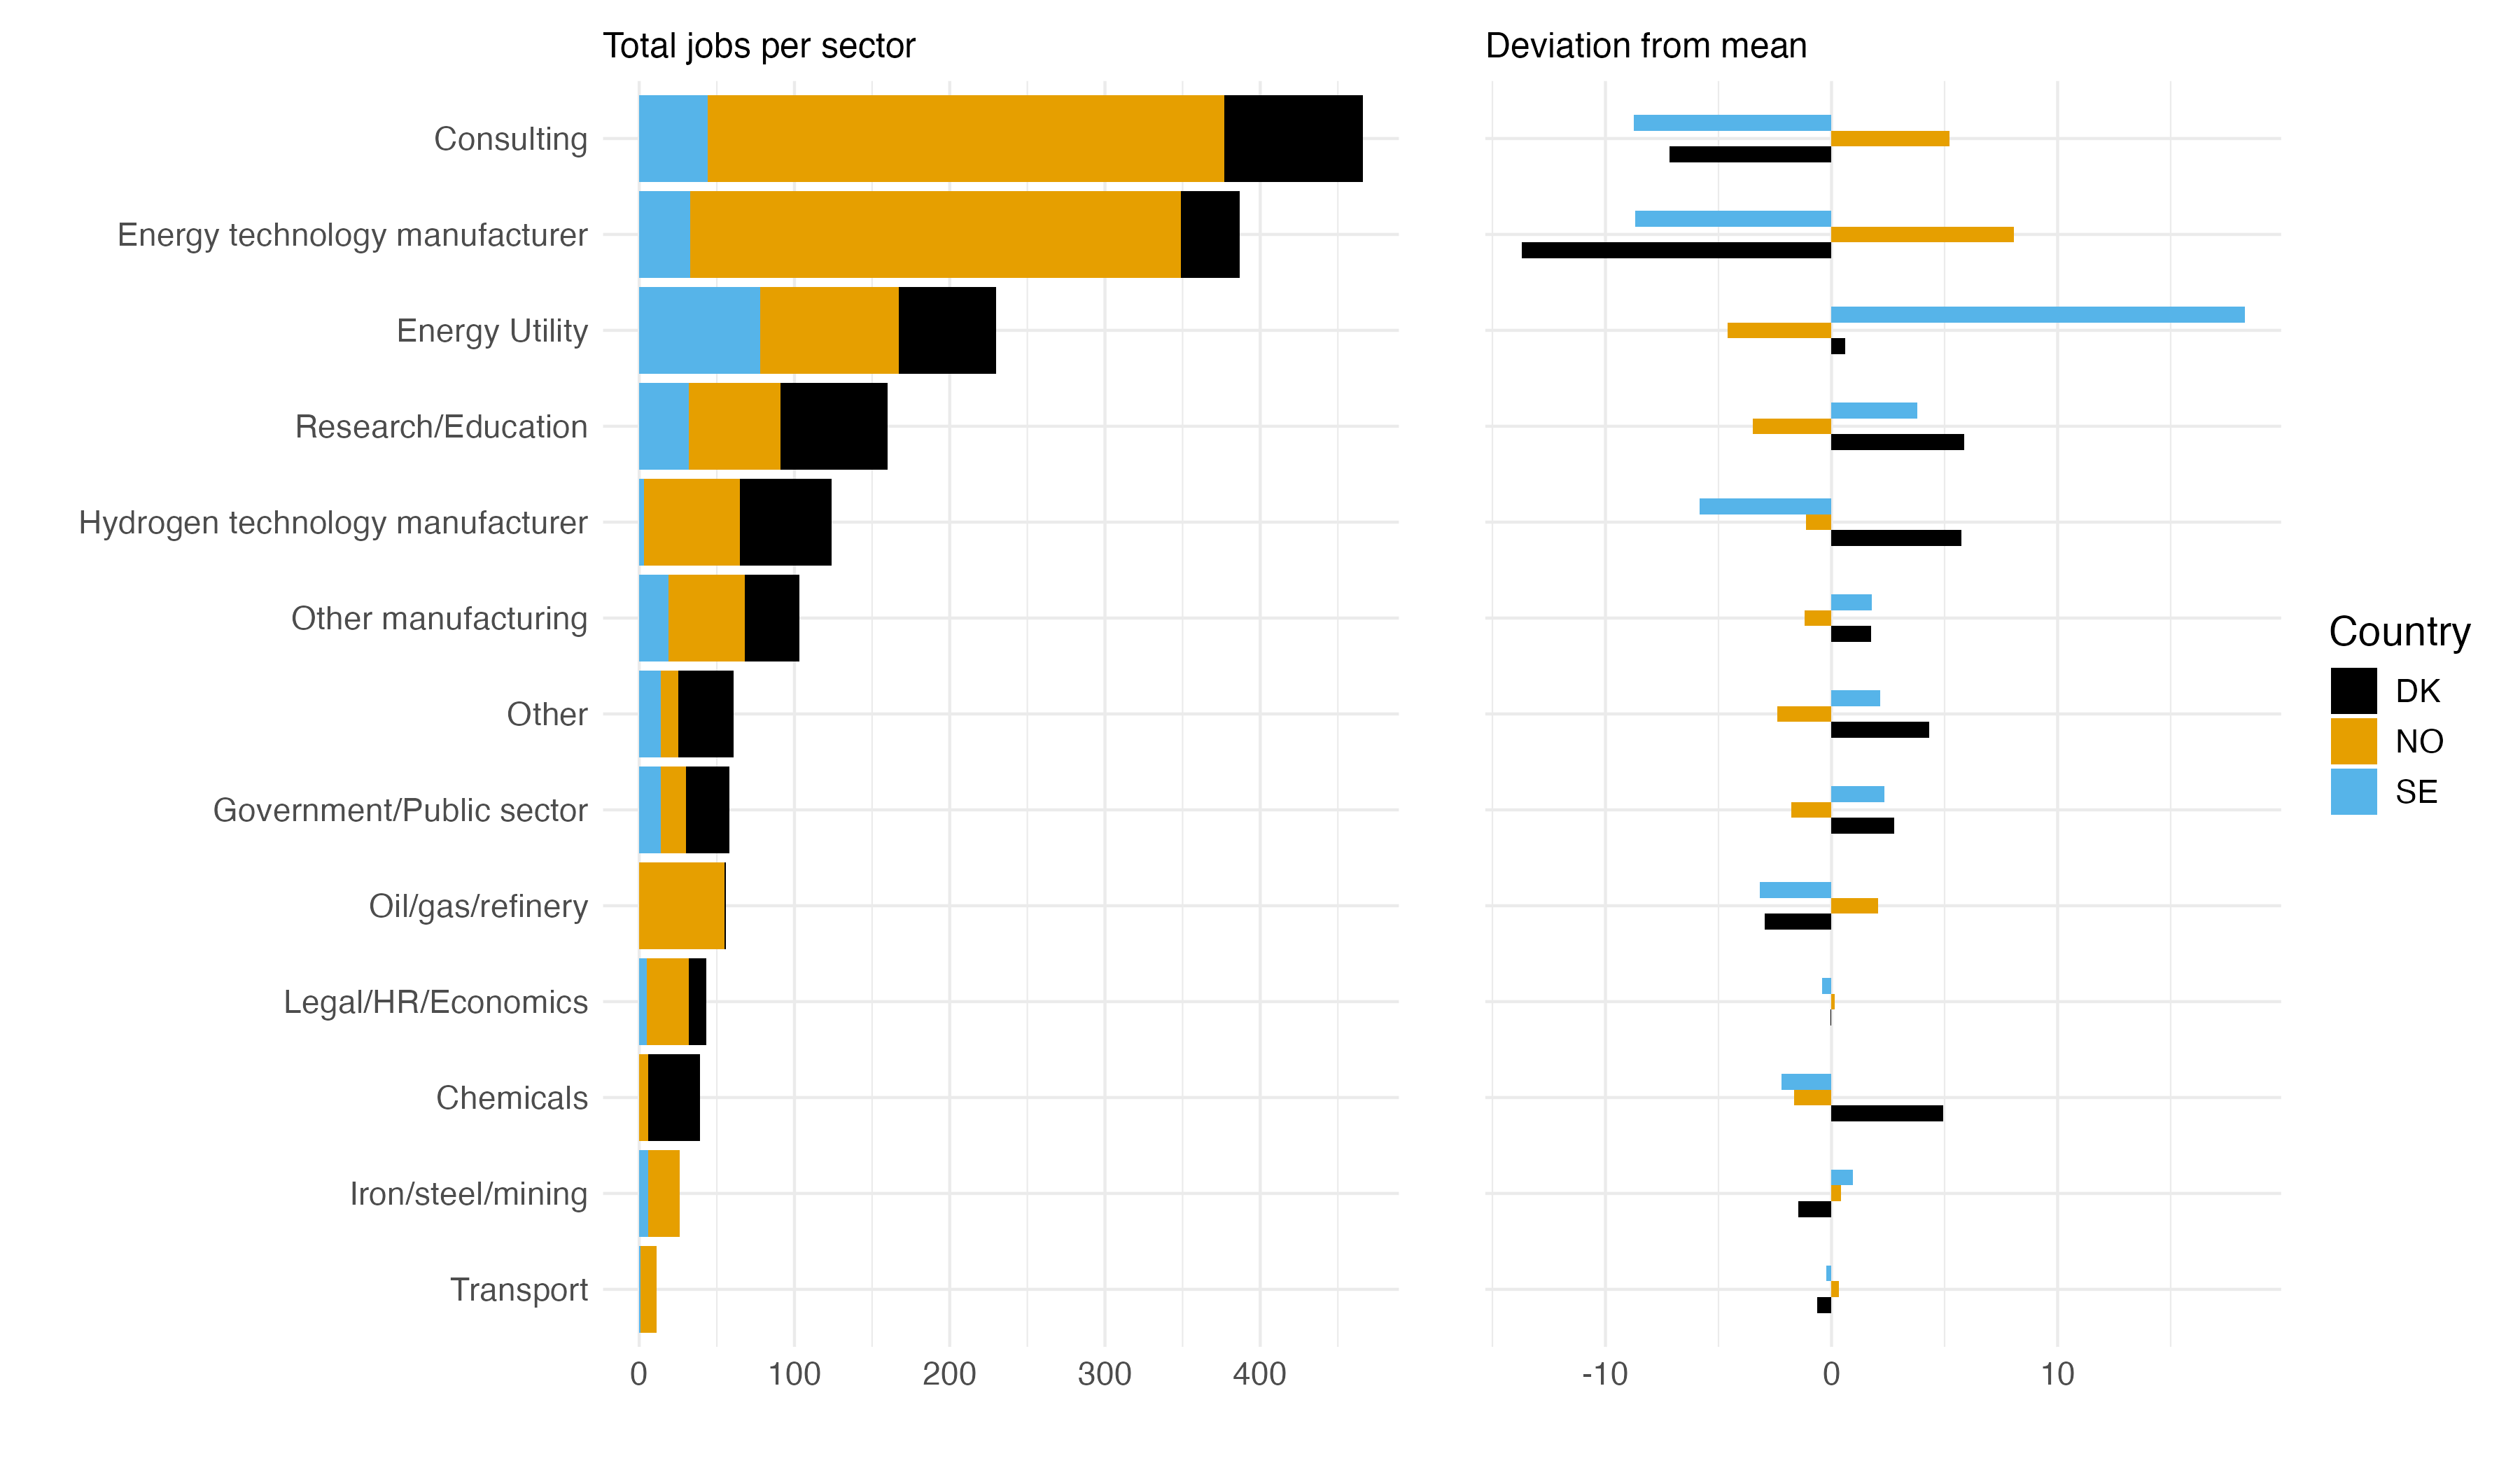 Total jobs per sector
Deviation from mean
Consulting
Energy technology manufacturer
Energy Utility
Research/Education
Hydrogen technology manufacturer
Other manufacturing
Other
Government/Public sector
Oil/gas/refinery
Legal/HR/Economics
Chemicals
Iron/steel/mining
Transport
0 100 200 300 400
-10 0 10
Country
DK
NO
SE